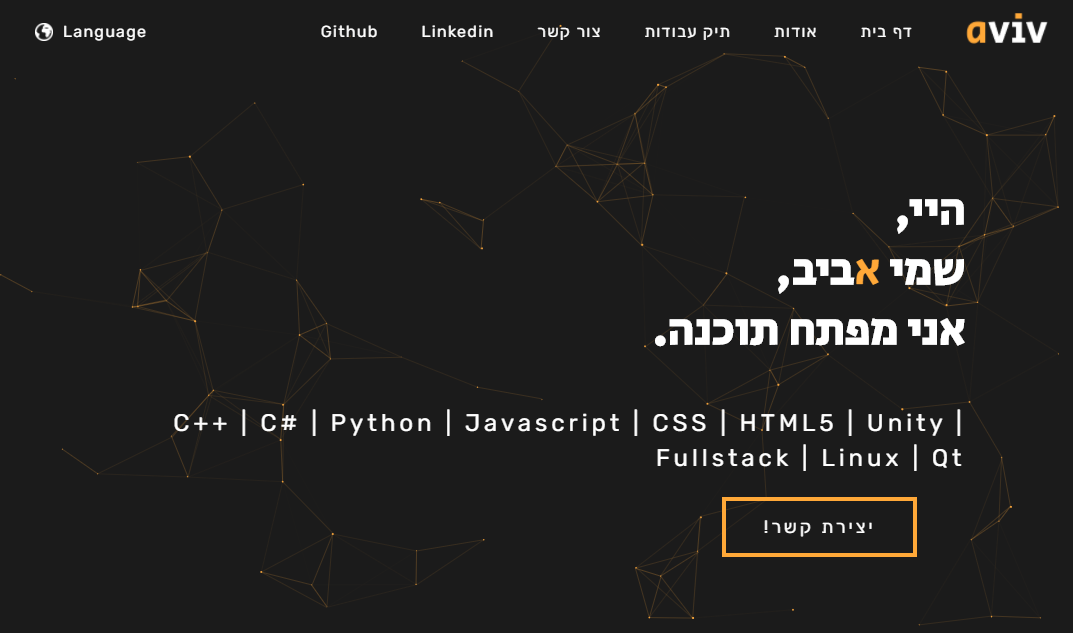 aviv
דף בית
אודות
תיק עבודות
צור קשר
Linkedin
Github
Language
היי,
שמי אביב,
אני מפתח תוכנה.
C++ | C# | Python | Javascript | CSS | HTML5 | Unity |
Fullstack | Linux | Qt
יצירת קשר!